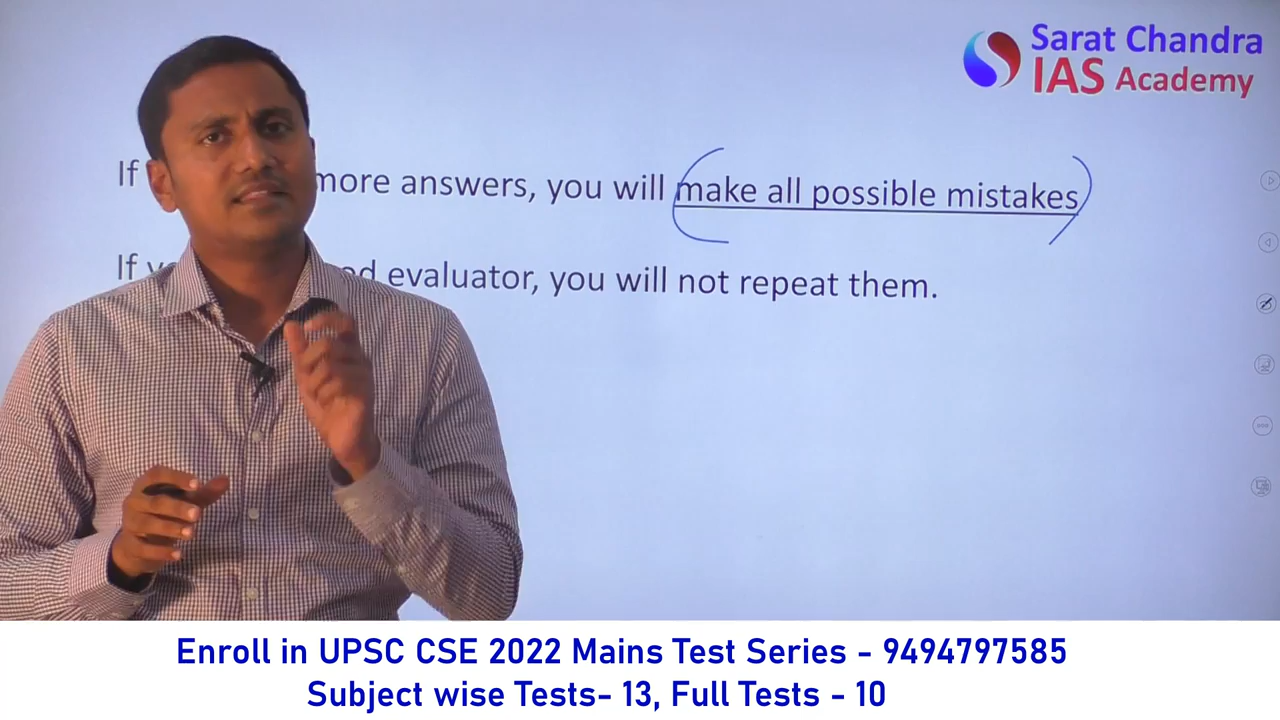 Sarat Chandra
IAS Academy
If more answers, you will make all possible mistakes
If evaluator, you will not repeat them.
Enroll in UPSC CSE 2022 Mains Test Series - 9494797585
Subject wise Tests- 13, Full Tests - 10